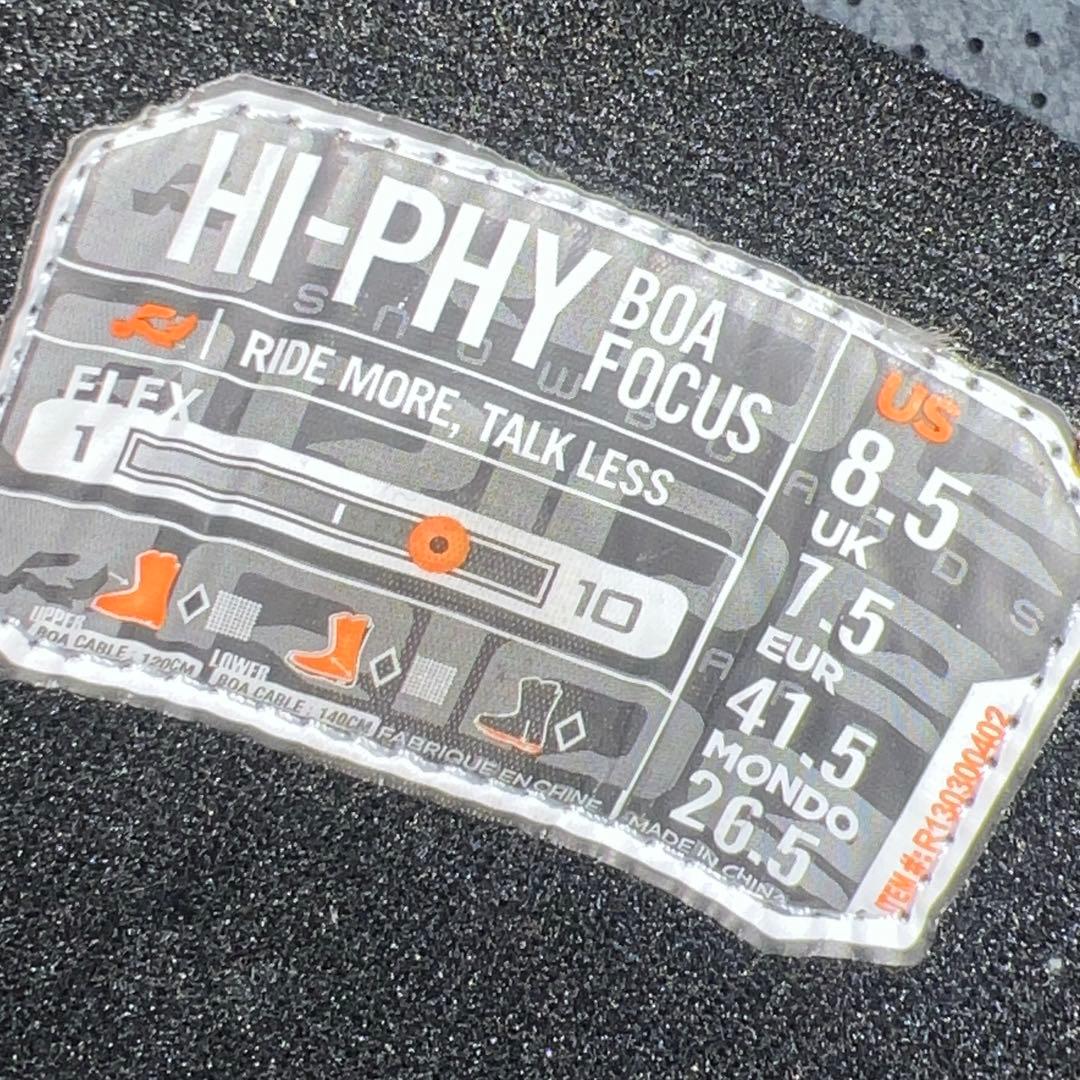 HI-PHY BOA FOCUS
SNOWBOARDS
RIDE MORE, TALK LESS
FLEX
1 10
UPPER
BOA CABLE : 120CM
LOWER
BOA CABLE : 140CM
FABRIQUE EN CHINE
MADE IN CHINA
US
8.5
UK
7.5
EUR
41.5
MONDO
26.5
ITEM #: R130300402